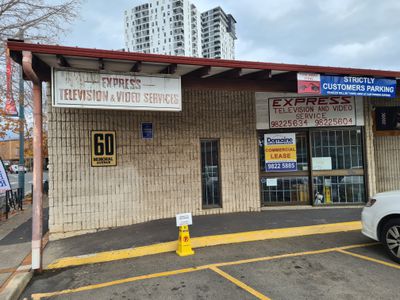 EXPRESS
TELEVISION & VIDEO SERVICES
60
MEMORIAL
AVENUE
EXPRESS
TELEVISION AND VIDEO
SERVICE
98225634 98225604
STRICTLY
CUSTOMERS PARKING
Domaine
COMMERCIAL
LEASE
9822 5885